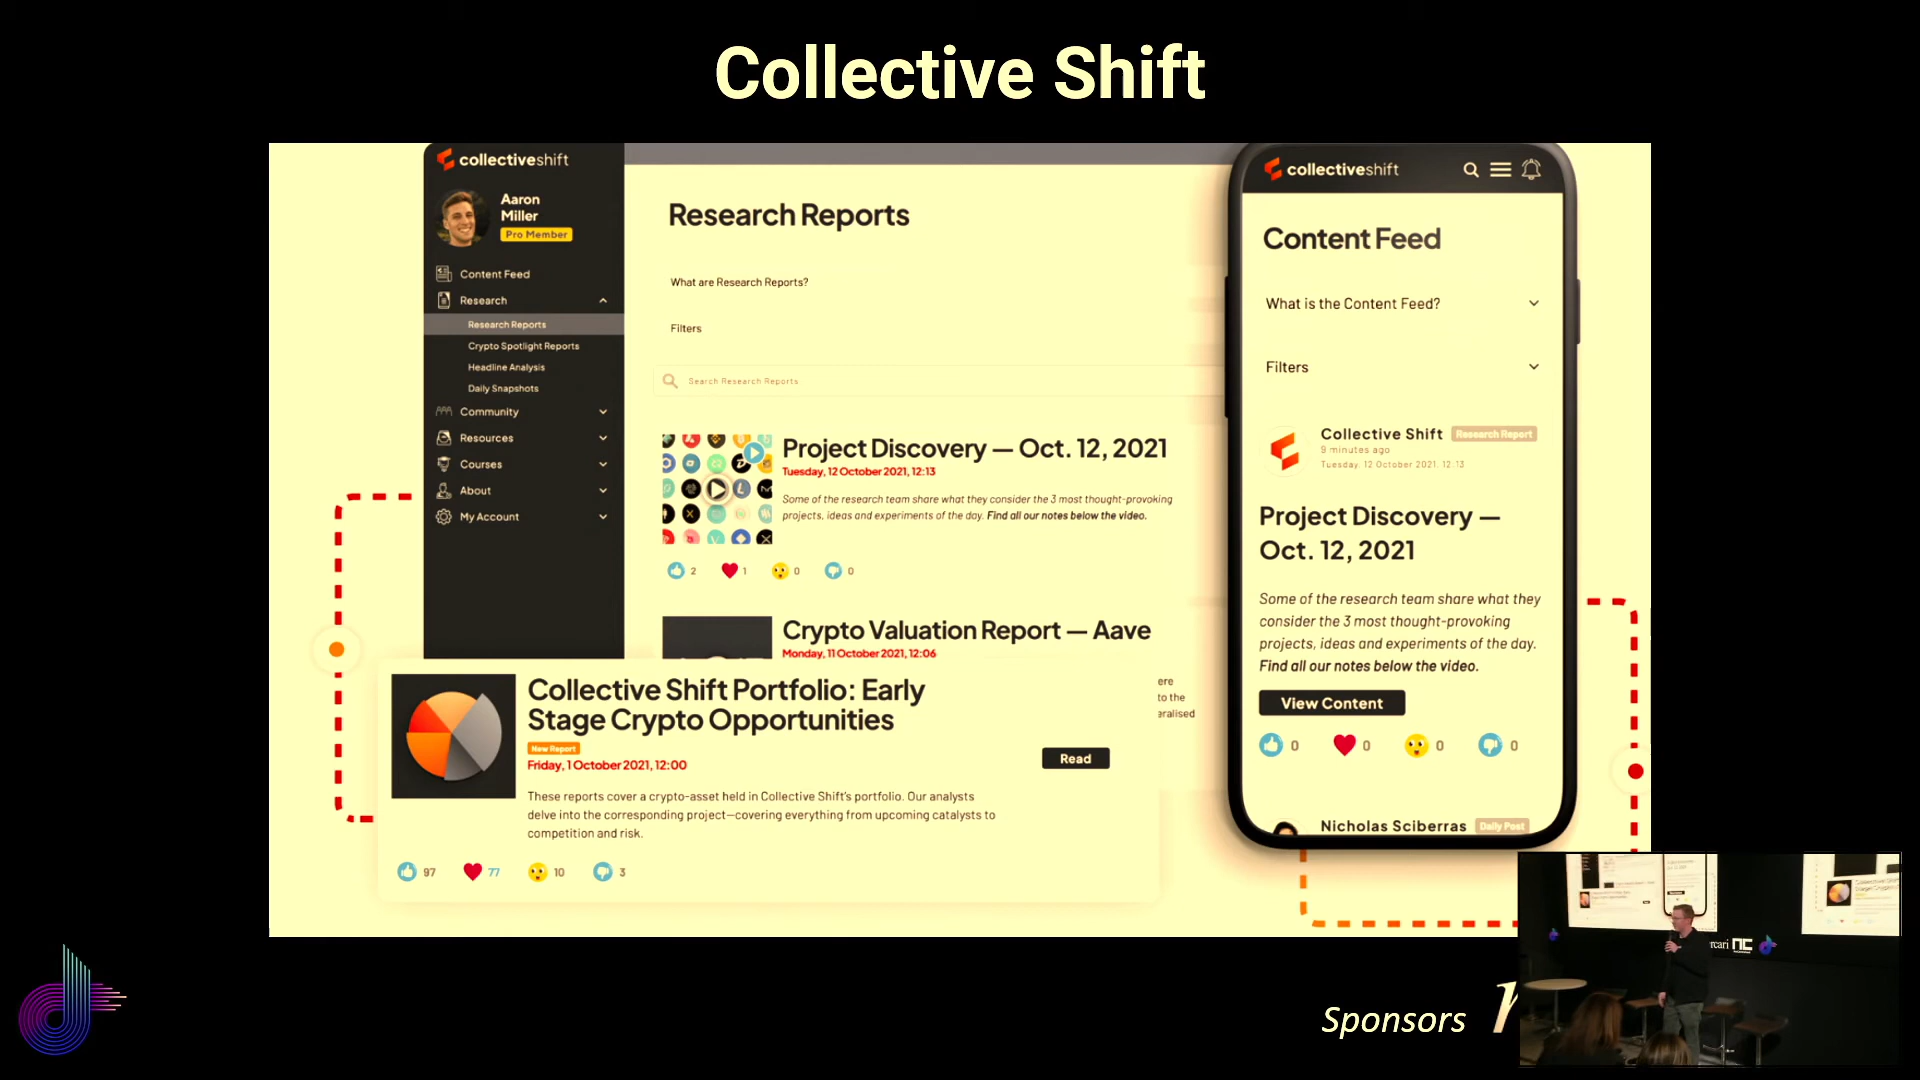 Collective Shift
collectiveshift
Aaron
Miller
Pro Member
Content Feed
Research
Research Reports
Crypto Spotlight Reports
Headline Analysis
Daily Snapshots
Community
Resources
Courses
About
My Account
Research Reports
What are Research Reports?
Filters
Search Research Reports
Project Discovery — Oct. 12, 2021
Tuesday, 12 October 2021, 12:13
Some of the research team share what they consider the 3 most thought-provoking
projects, ideas and experiments of the day. Find all our notes below the video.
2 1 0 0
Crypto Valuation Report — Aave
Monday, 11 October 2021, 12:06
ere
to the
eralised
Collective Shift Portfolio: Early
Stage Crypto Opportunities
New Report
Friday, 1 October 2021, 12:00
Read
These reports cover a crypto-asset held in Collective Shift's portfolio. Our analysts
delve into the corresponding project—covering everything from upcoming catalysts to
competition and risk.
97 77 10 3
collectiveshift
Content Feed
What is the Content Feed?
Filters
Collective Shift Research Report
9 minutes ago
Tuesday, 12 October 2021, 12:13
Project Discovery —
Oct. 12, 2021
Some of the research team share what they
consider the 3 most thought-provoking
projects, ideas and experiments of the day.
Find all our notes below the video.
View Content
0 0 0 0
Nicholas Sciberras Daily Post
Sponsors